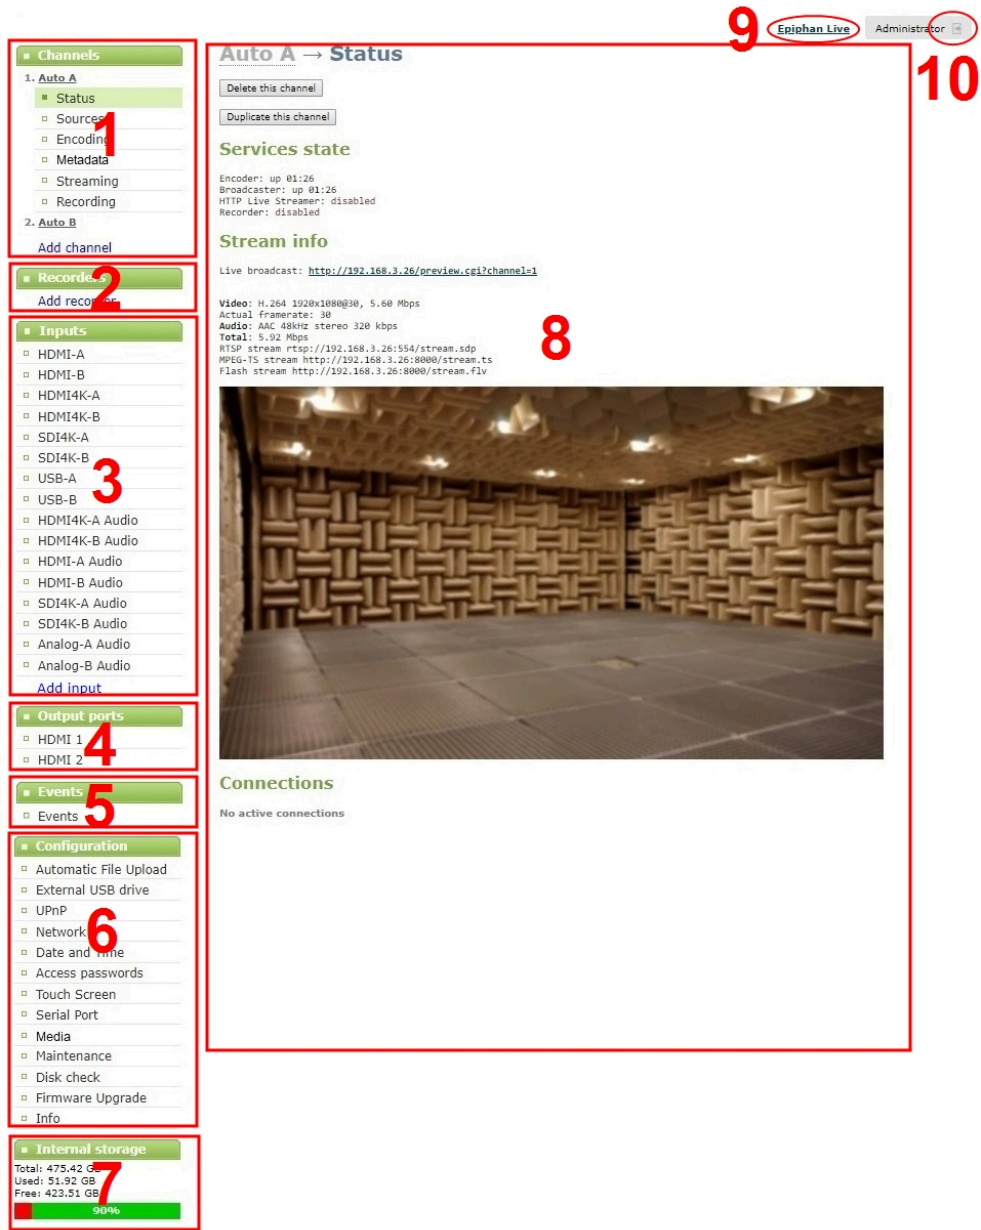 9
Epiphan Live
Administrator
10
Channels
1. Auto A
Status
Sources
Encoding
Metadata
Streaming
Recording
2. Auto B
Add channel
1
Recorders
Add recorder
2
Inputs
HDMI-A
HDMI-B
HDMI4K-A
HDMI4K-B
SDI4K-A
SDI4K-B
USB-A
USB-B
HDMI4K-A Audio
HDMI4K-B Audio
HDMI-A Audio
HDMI-B Audio
SDI4K-A Audio
SDI4K-B Audio
Analog-A Audio
Analog-B Audio
Add input
3
Output ports
HDMI 1
HDMI 2
4
Events
Events
5
Configuration
Automatic File Upload
External USB drive
UPnP
Network
Date and Time
Access passwords
Touch Screen
Serial Port
Media
Maintenance
Disk check
Firmware Upgrade
Info
6
Internal storage
Total: 475.42 GB
Used: 51.92 GB
Free: 423.51 GB
90%
7
Auto A → Status
Delete this channel
Duplicate this channel
Services state
Encoder: up 01:26
Broadcaster: up 01:26
HTTP Live Streamer: disabled
Recorder: disabled
Stream info
Live broadcast: http://192.168.3.26/preview.cgi?channel=1
Video: H.264 1920x1080@30, 5.60 Mbps
Actual framerate: 30
Audio: AAC 48kHz stereo 320 kbps
Total: 5.92 Mbps
RTSP stream rtsp://192.168.3.26:554/stream.sdp
MPEG-TS stream http://192.168.3.26:8000/stream.ts
Flash stream http://192.168.3.26:8000/stream.flv
8
Connections
No active connections